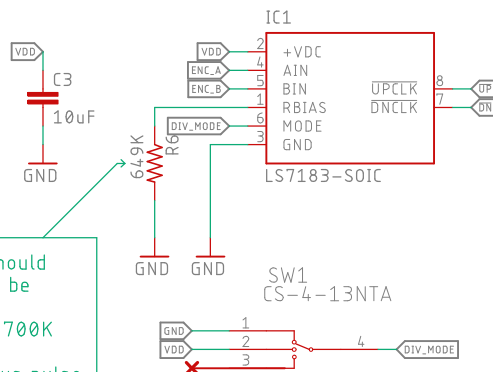 IC1
VDD
VDD
2
+VDC
ENC_A
4
AIN
C3
ENC_B
5
BIN
UPCLK
8
UP
10uF
1
RBIAS
DNCLK
7
DN
DIV_MODE
6
MODE
3
GND
649K
R6
GND
LS7183-SOIC
GND
GND
hould
be
700K
SW1
CS-4-13NTA
GND
1
VDD
2
4
DIV_MODE
3